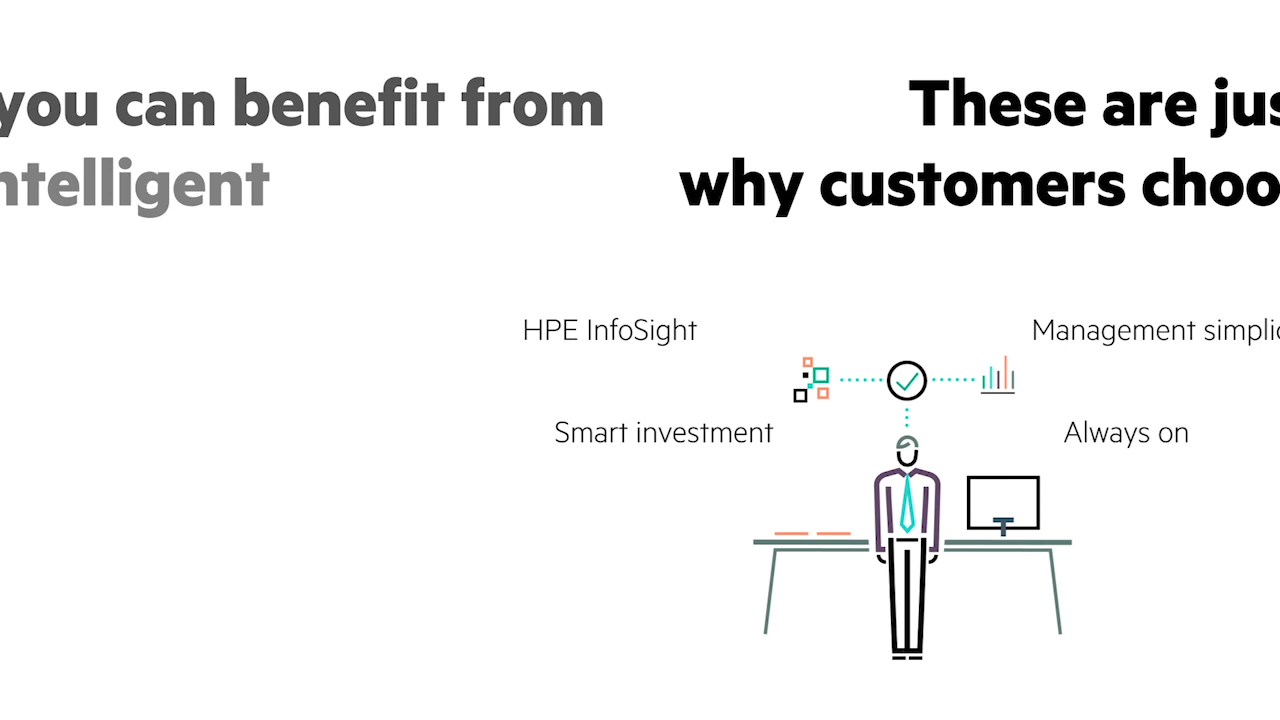 you can benefit from
ntelligent
These are jus
why customers choo
HPE InfoSight
Management simplic
Smart investment
Always on